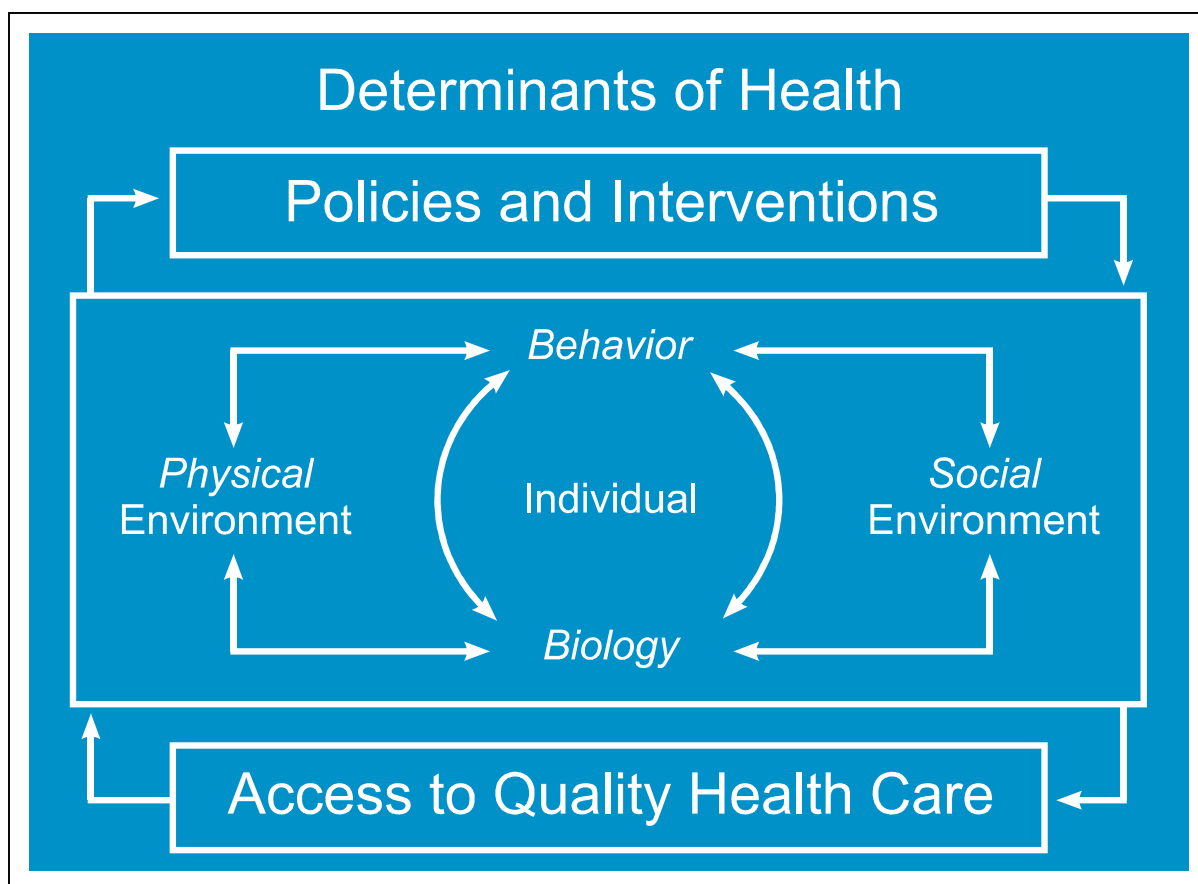 Determinants of Health
Policies and Interventions
Behavior
Physical
Environment
Individual
Social
Environment
Biology
Access to Quality Health Care